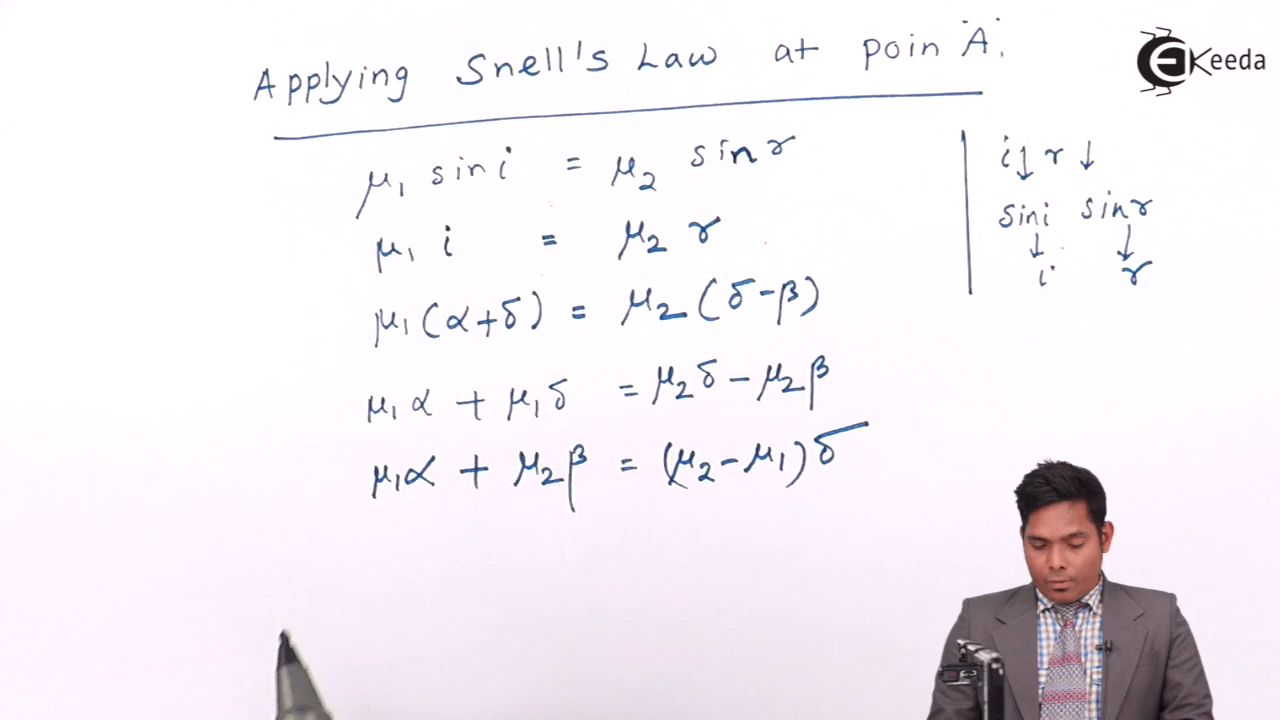 Applying Snell's Law at poin A.
EKeeda
μ₁ sin i = μ₂ sin r
μ₁ i = μ₂ r
μ₁(α+δ) = μ₂(δ-β)
μ₁α + μ₁δ = μ₂δ - μ₂β
μ₁α + μ₂β = (μ₂-μ₁)δ
i↓ r↓
sin i sin r
↓ ↓
i r